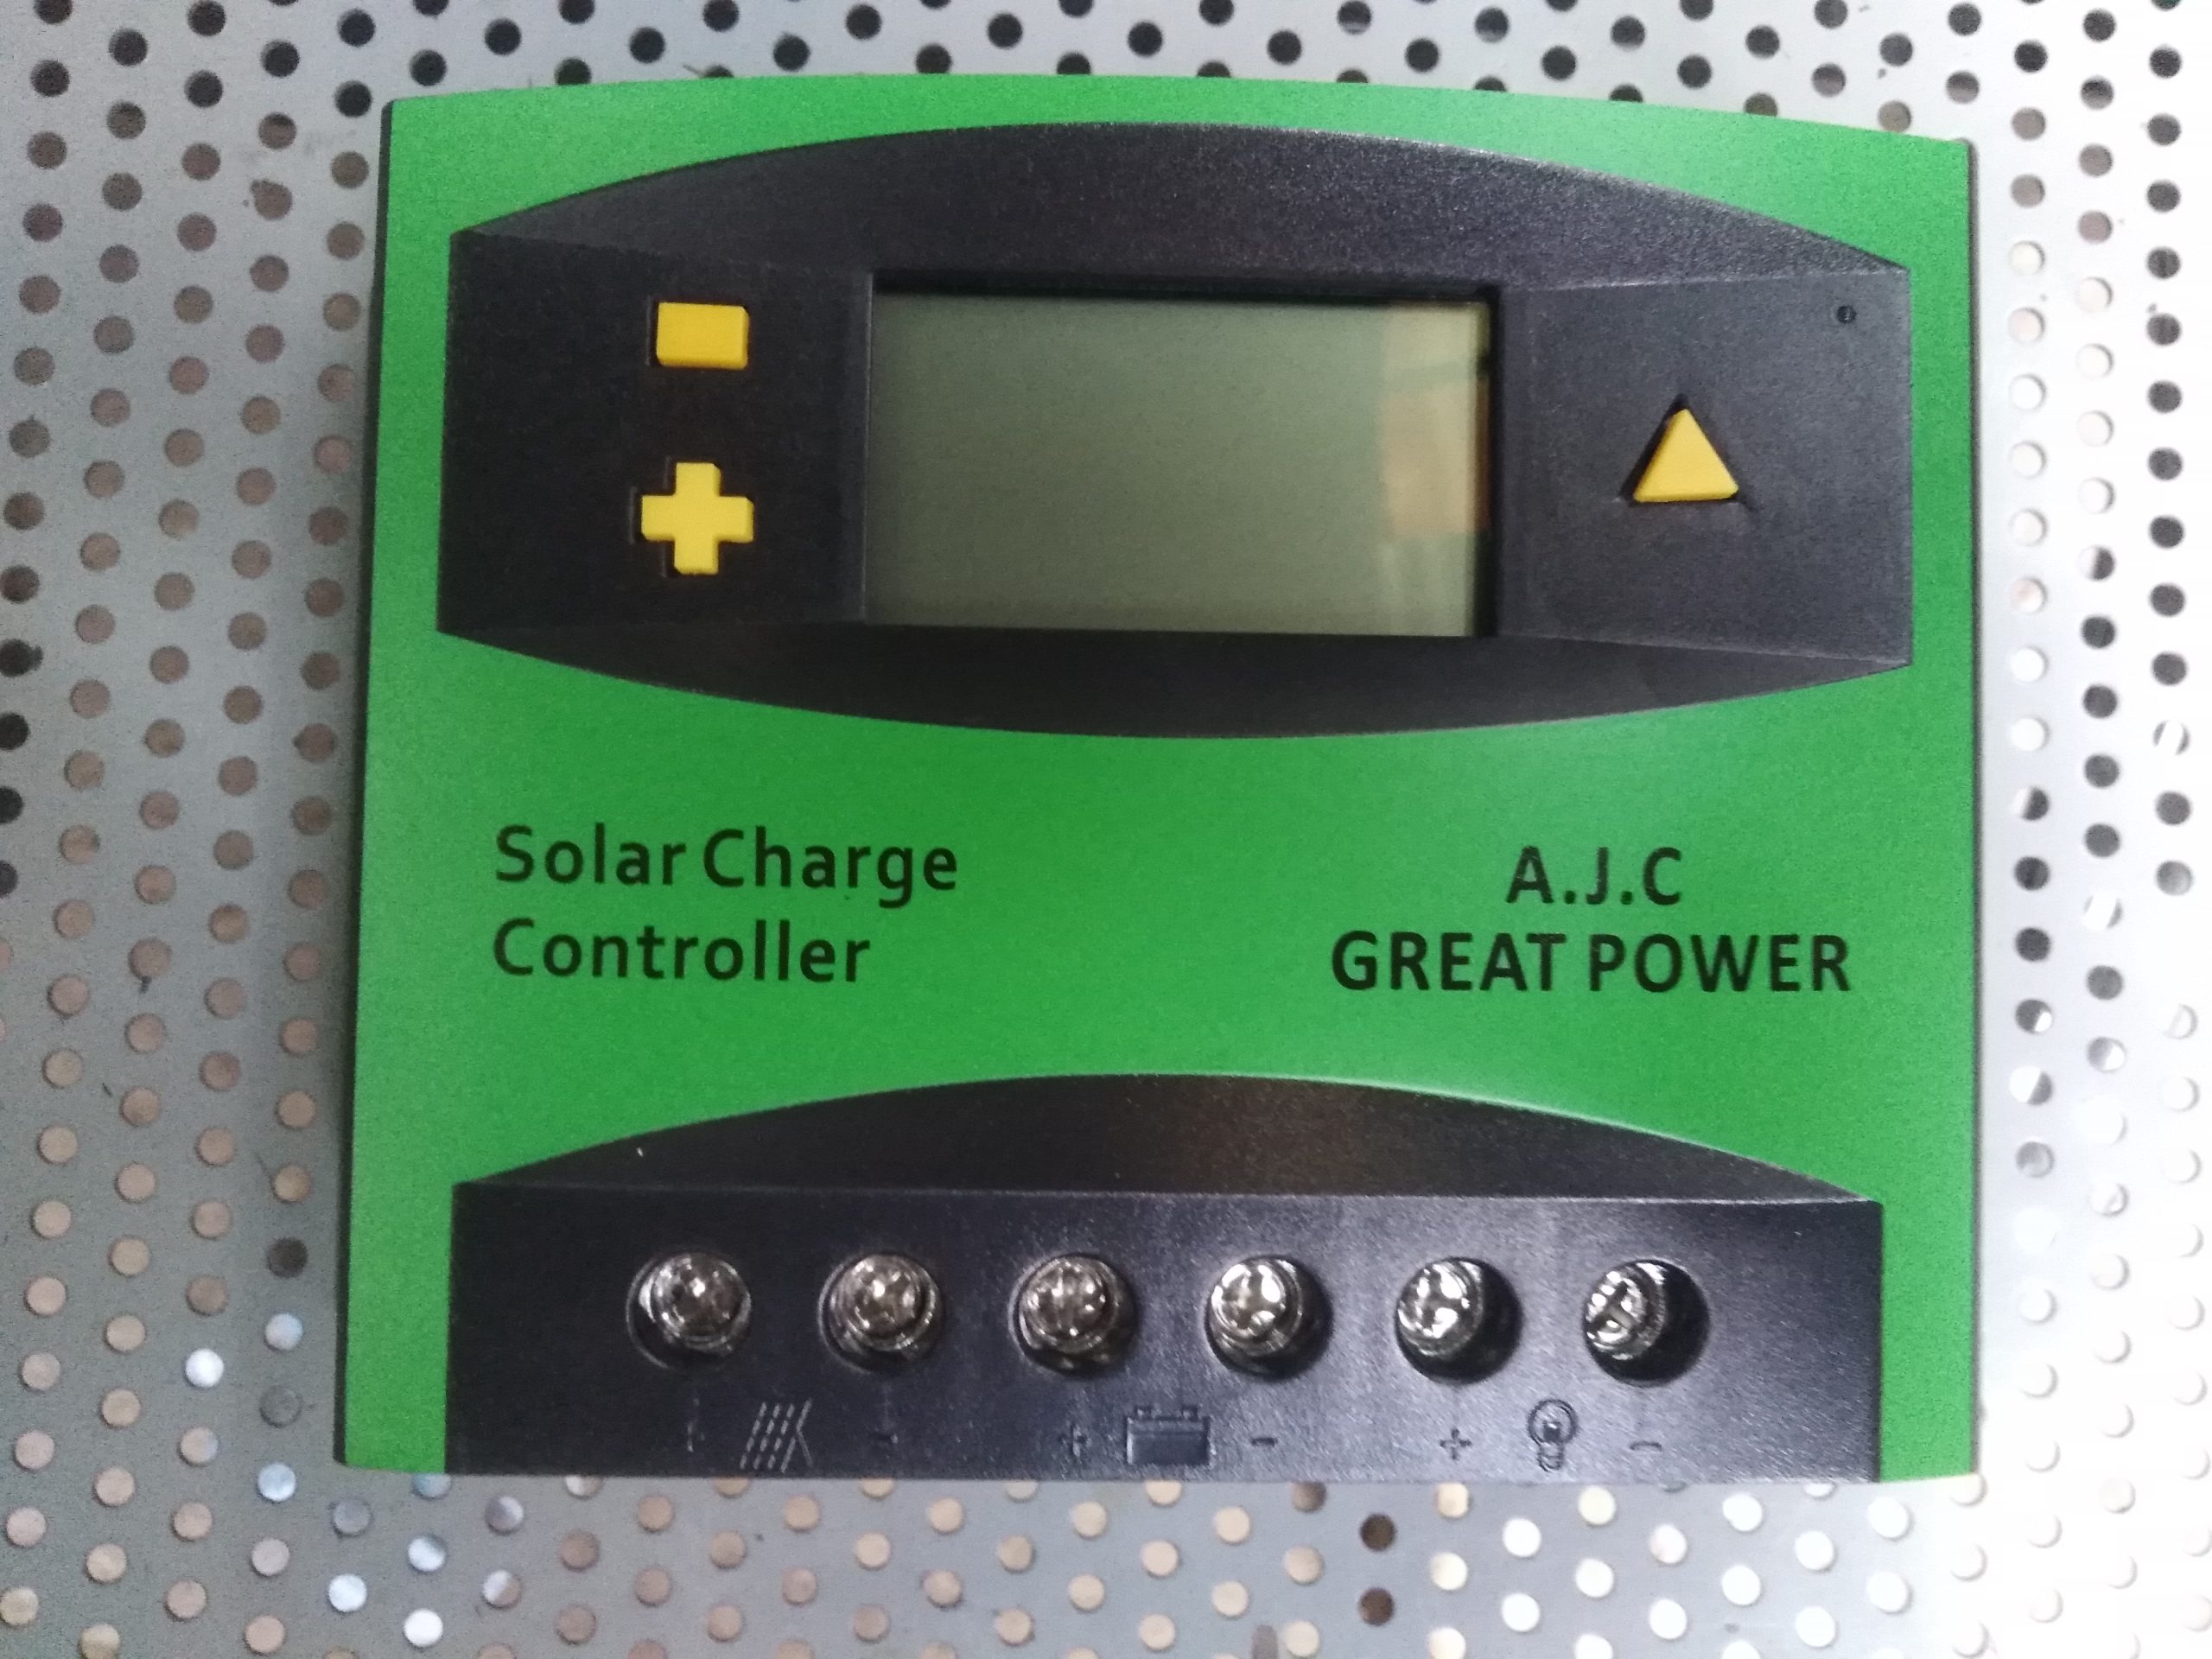 Solar Charge
Controller
A.J.C
GREAT POWER
+ - + - + -